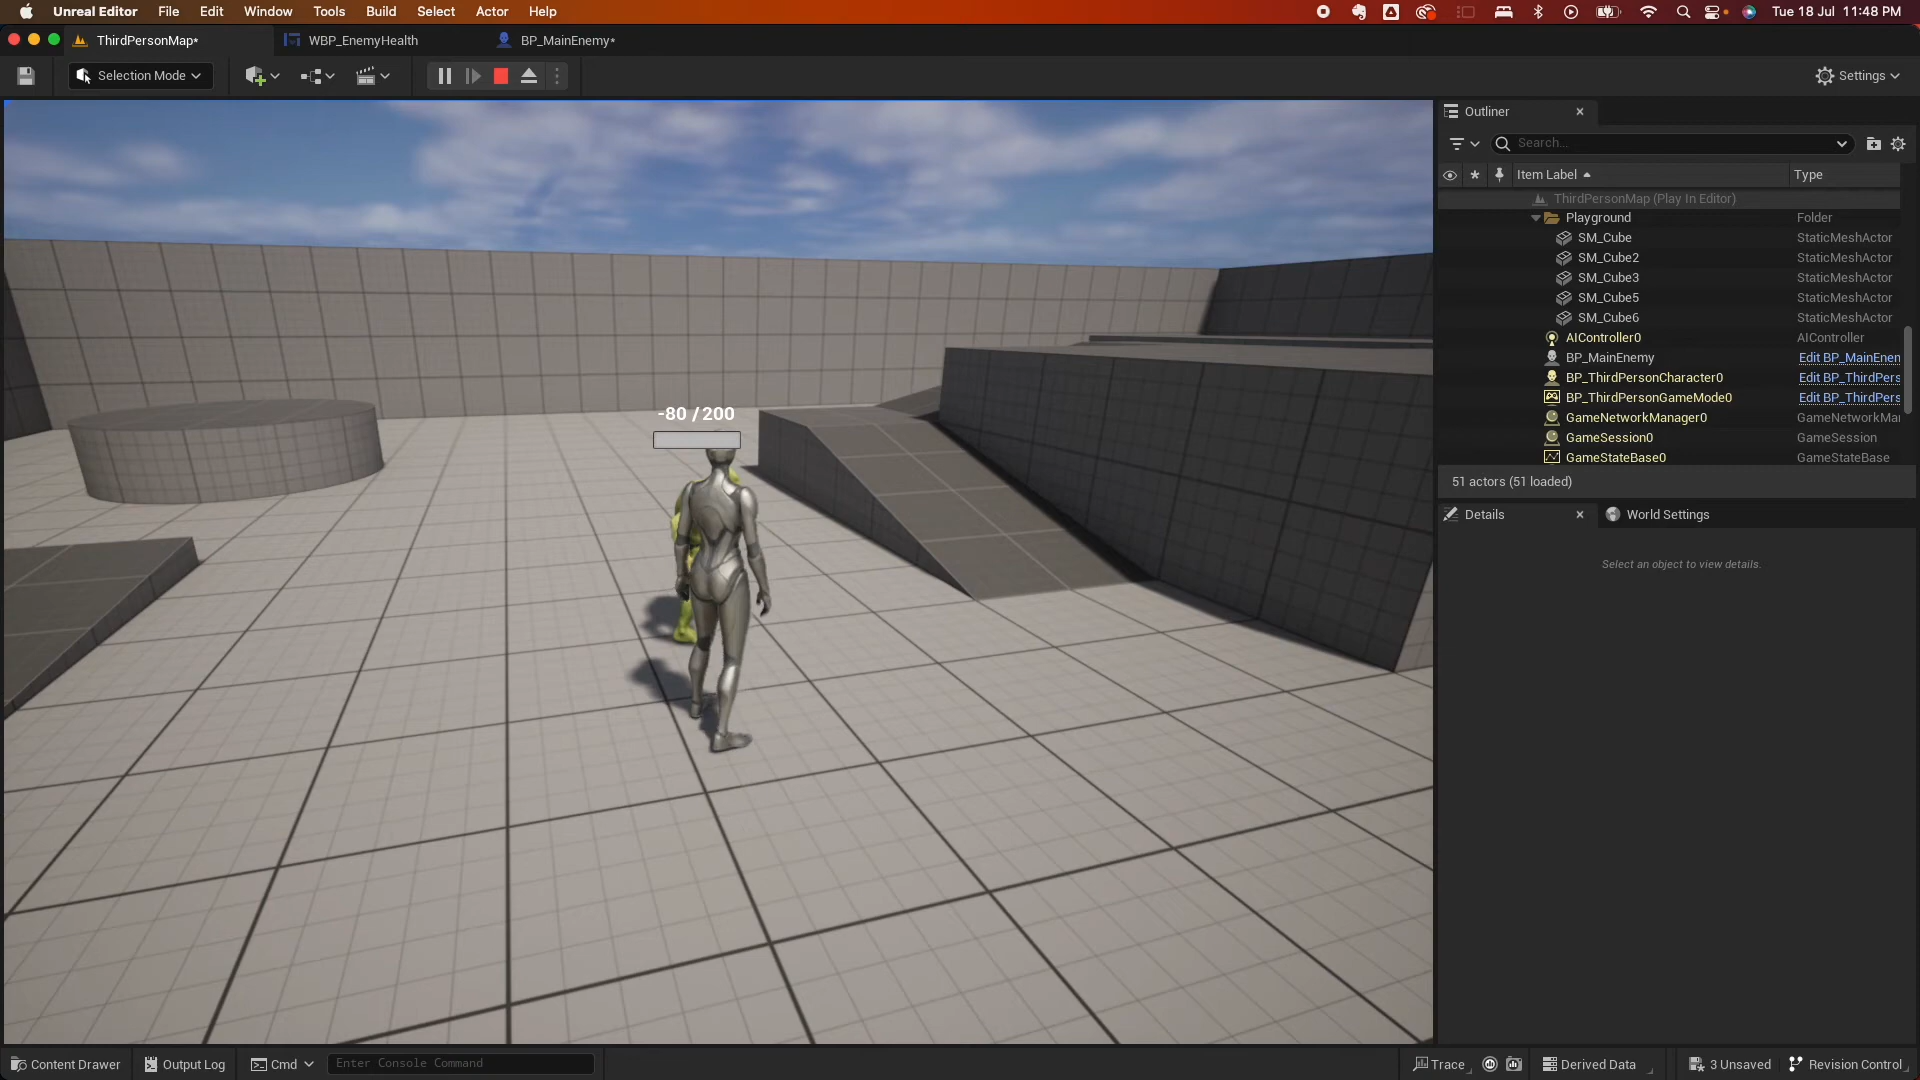 Unreal Editor File Edit Window Tools Build Select Actor Help Tue 18 Jul 11:48 PM
ThirdPersonMap* WBP_EnemyHealth BP_MainEnemy*
Selection Mode Settings
Outliner
Search...
Item Label Type
ThirdPersonMap (Play In Editor)
Playground Folder
SM_Cube StaticMeshActor
SM_Cube2 StaticMeshActor
SM_Cube3 StaticMeshActor
SM_Cube5 StaticMeshActor
SM_Cube6 StaticMeshActor
AIController0 AIController
BP_MainEnemy Edit BP_MainEnen
BP_ThirdPersonCharacter0 Edit BP_ThirdPers
BP_ThirdPersonGameMode0 Edit BP_ThirdPers
GameNetworkManager0 GameNetworkMa
GameSession0 GameSession
GameStateBase0 GameStateBase
51 actors (51 loaded)
Details World Settings
Select an object to view details.
-80 / 200
Content Drawer Output Log Cmd Enter Console Command Trace Derived Data 3 Unsaved Revision Control